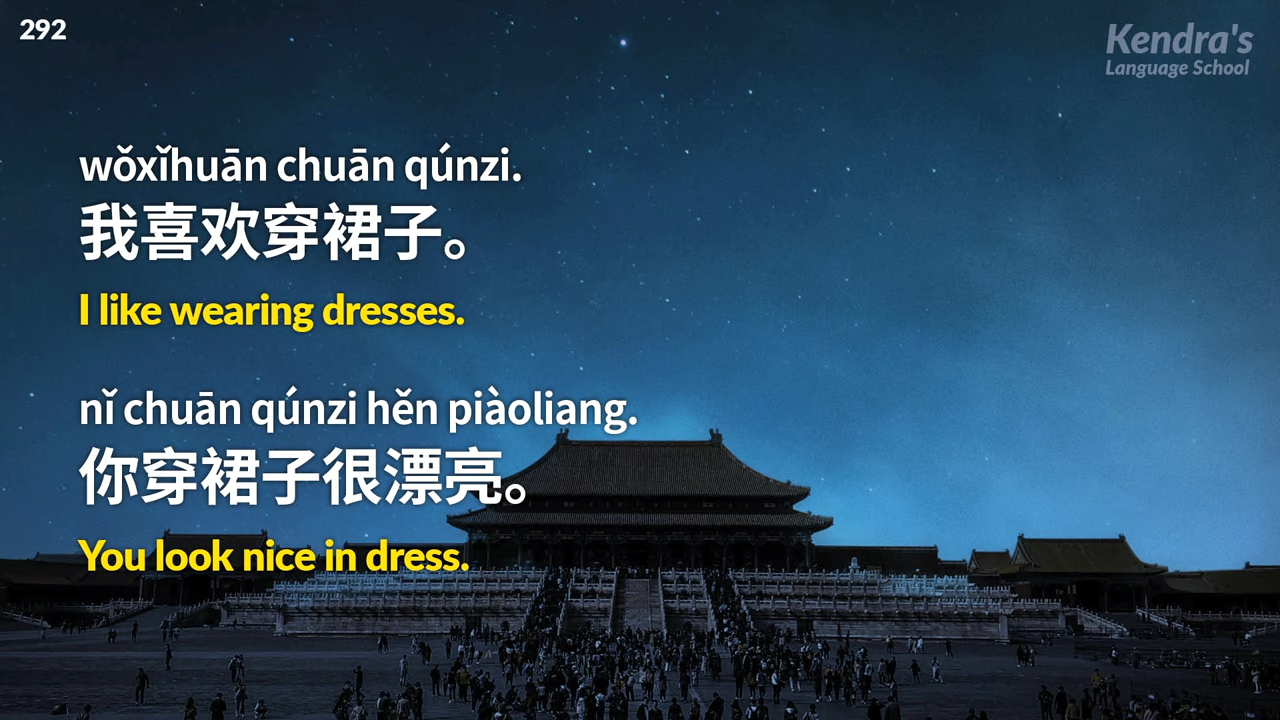 292
Kendra's
Language School
wǒxǐhuān chuān qúnzi.
我喜欢穿裙子。
I like wearing dresses.
nǐ chuān qúnzi hěn piàoliang.
你穿裙子很漂亮。
You look nice in dress.